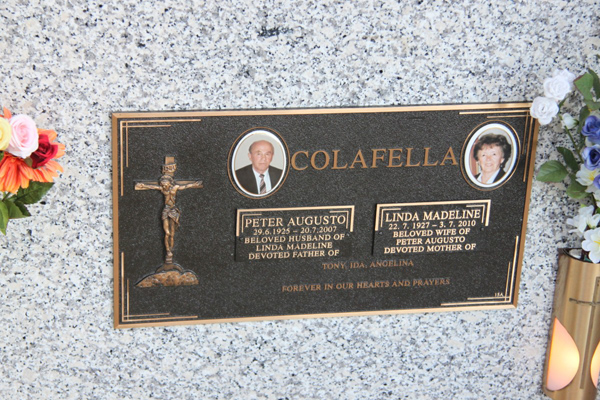 COLAFELLA
PETER AUGUSTO
29.6.1925 - 20.7.2007
BELOVED HUSBAND OF
LINDA MADELINE
DEVOTED FATHER OF
LINDA MADELINE
22. 7. 1927 - 3. 7. 2010
BELOVED WIFE OF
PETER AUGUSTO
DEVOTED MOTHER OF
TONY, IDA, ANGELINA
FOREVER IN OUR HEARTS AND PRAYERS